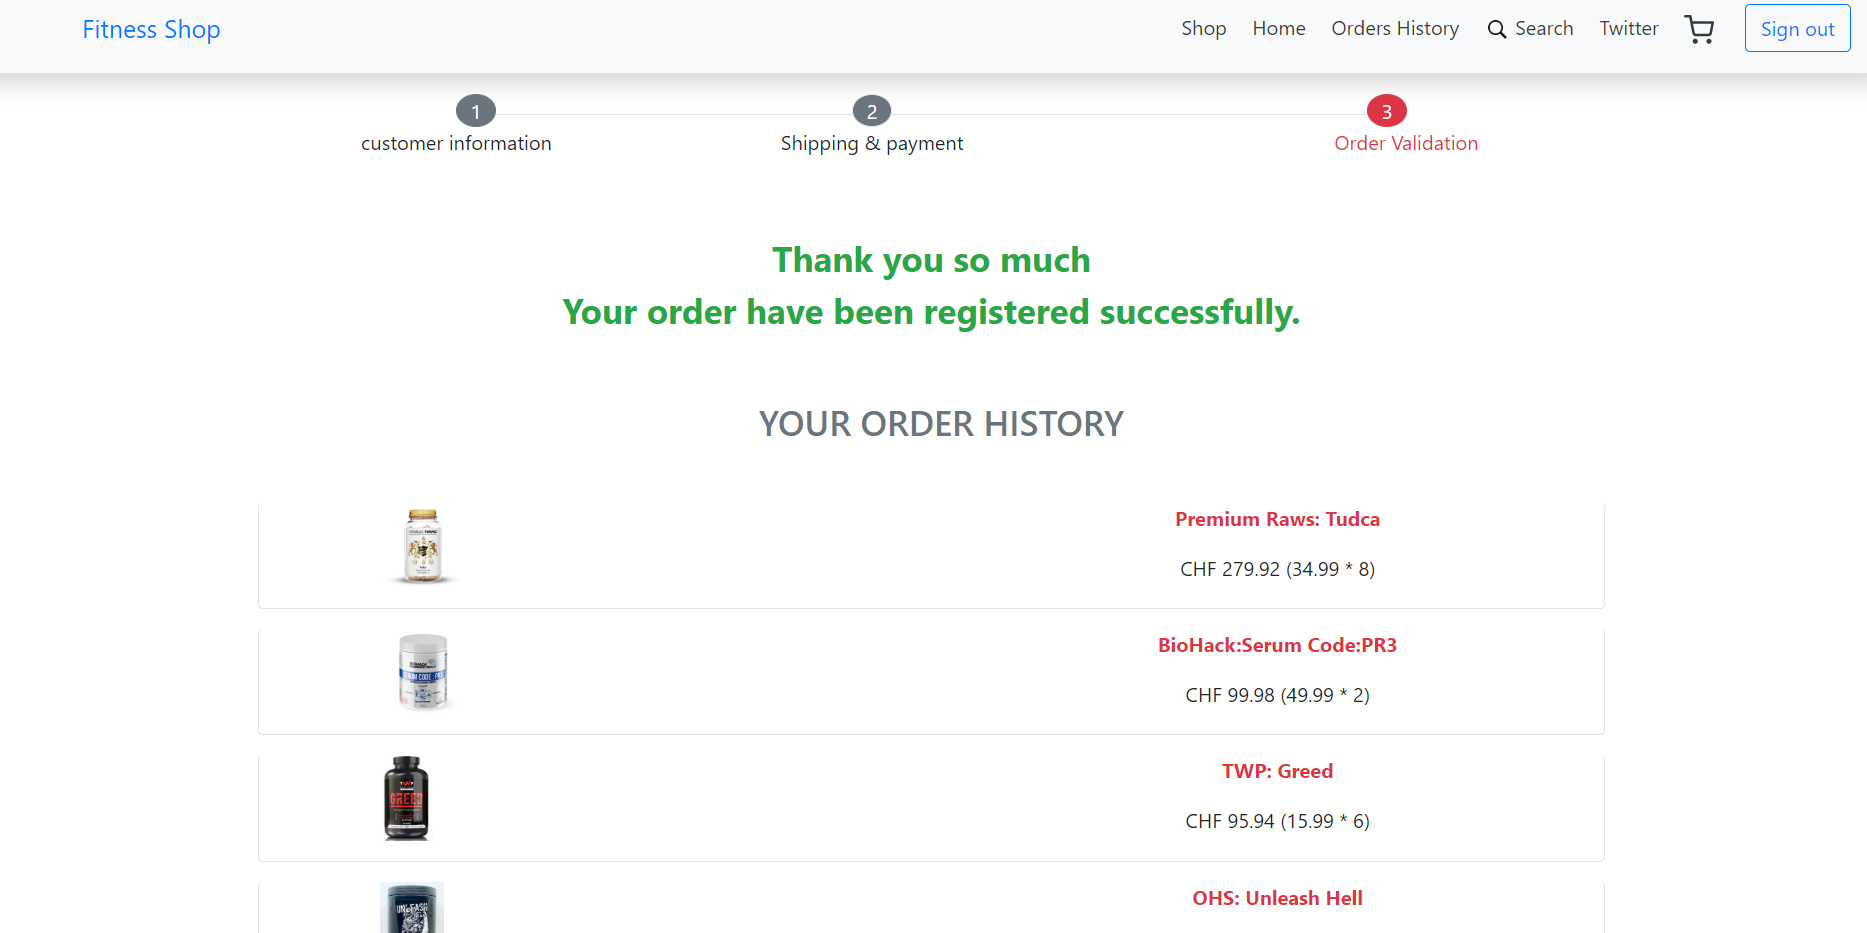 Fitness Shop
Shop Home Orders History Search Twitter Sign out
1 2 3
customer information Shipping & payment Order Validation
Thank you so much
Your order have been registered successfully.
YOUR ORDER HISTORY
Premium Raws: Tudca
CHF 279.92 (34.99 * 8)
BioHack:Serum Code:PR3
CHF 99.98 (49.99 * 2)
TWP: Greed
GREED
CHF 95.94 (15.99 * 6)
OHS: Unleash Hell